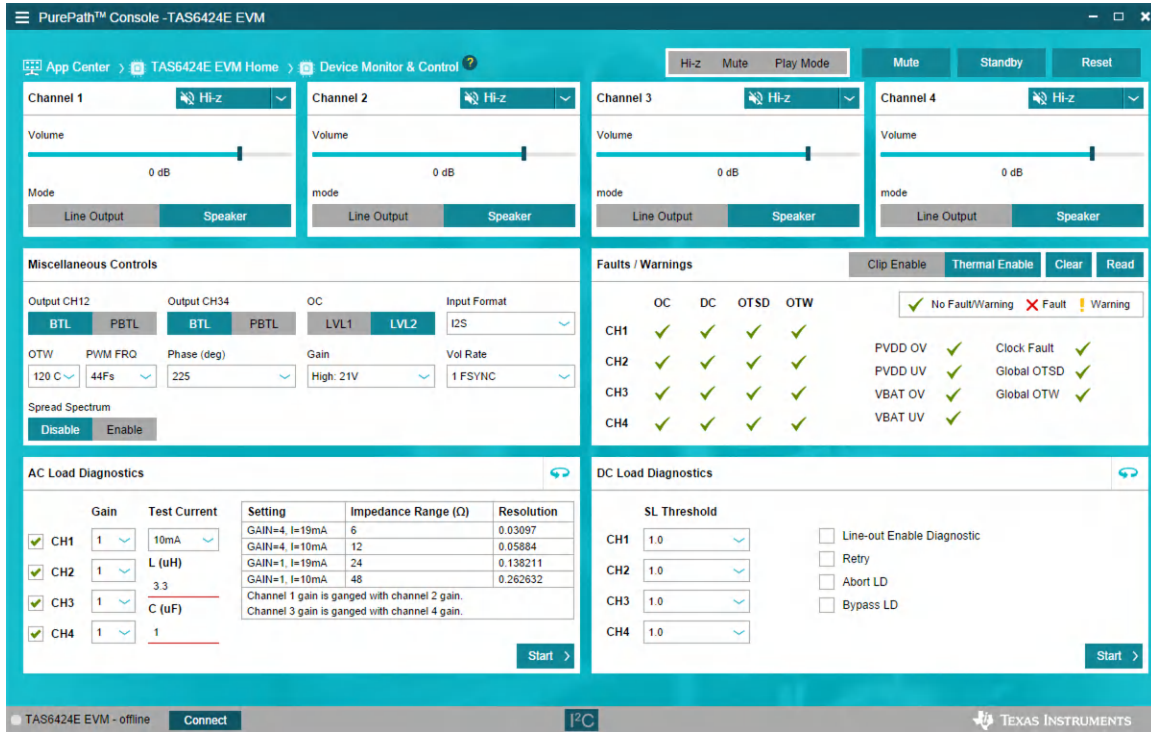 PurePath™ Console -TAS6424E EVM
App Center > TAS6424E EVM Home > Device Monitor & Control ?
Hi-z Mute Play Mode
Mute
Standby
Reset
Channel 1 Hi-z
Volume
0 dB
Mode
Line Output Speaker
Channel 2 Hi-z
Volume
0 dB
mode
Line Output Speaker
Channel 3 Hi-z
Volume
0 dB
mode
Line Output Speaker
Channel 4 Hi-z
Volume
0 dB
mode
Line Output Speaker
Miscellaneous Controls
Output CH12 Output CH34 OC Input Format
BTL PBTL BTL PBTL LVL1 LVL2 I2S
OTW PWM FRQ Phase (deg) Gain Vol Rate
120 C 44Fs 225 High: 21V 1 FSYNC
Spread Spectrum
Disable Enable
Faults / Warnings Clip Enable Thermal Enable Clear Read
OC DC OTSD OTW
No Fault/Warning Fault Warning
CH1
CH2
CH3
CH4
PVDD OV Clock Fault
PVDD UV Global OTSD
VBAT OV Global OTW
VBAT UV
AC Load Diagnostics
Gain Test Current
CH1 1 10mA
CH2 1 L (uH)
3.3
CH3 1 C (uF)
CH4 1 1
Setting Impedance Range (Ω) Resolution
GAIN=4, I=19mA 6 0.03097
GAIN=4, I=10mA 12 0.05884
GAIN=1, I=19mA 24 0.138211
GAIN=1, I=10mA 48 0.262632
Channel 1 gain is ganged with channel 2 gain.
Channel 3 gain is ganged with channel 4 gain.
Start >
DC Load Diagnostics
SL Threshold
CH1 1.0
CH2 1.0
CH3 1.0
CH4 1.0
Line-out Enable Diagnostic
Retry
Abort LD
Bypass LD
Start >
TAS6424E EVM - offline Connect
I²C
TEXAS INSTRUMENTS